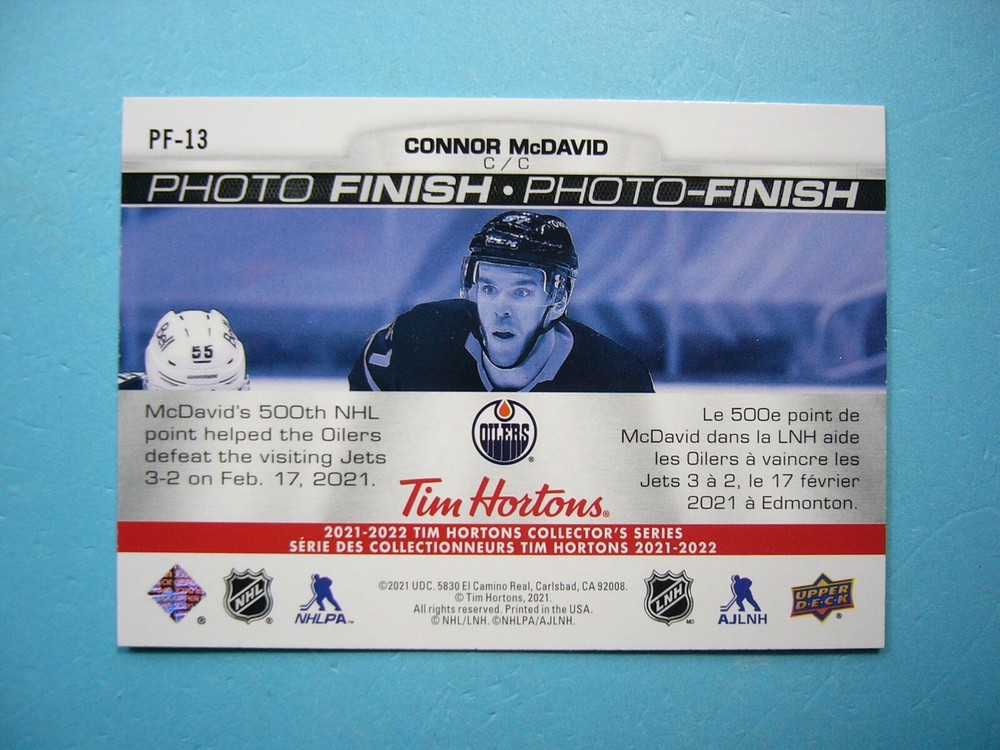 PF-13
CONNOR McDAVID
C / C
PHOTO FINISH • PHOTO-FINISH
CCM
55
McDavid's 500th NHL
point helped the Oilers
defeat the visiting Jets
3-2 on Feb. 17, 2021.
OILERS
Le 500e point de
McDavid dans la LNH aide
les Oilers à vaincre les
Jets 3 à 2, le 17 février
2021 à Edmonton.
Tim Hortons®
2021-2022 TIM HORTONS COLLECTOR'S SERIES
SÉRIE DES COLLECTIONNEURS TIM HORTONS 2021-2022
NHL
NHLPA™
©2021 UDC. 5830 El Camino Real, Carlsbad, CA 92008.
© Tim Hortons, 2021.
All rights reserved. Printed in the USA.
© NHL/LNH. ©NHLPA/AJLNH.
LNH
MD
AJLNH
UPPER
D·E·C·K